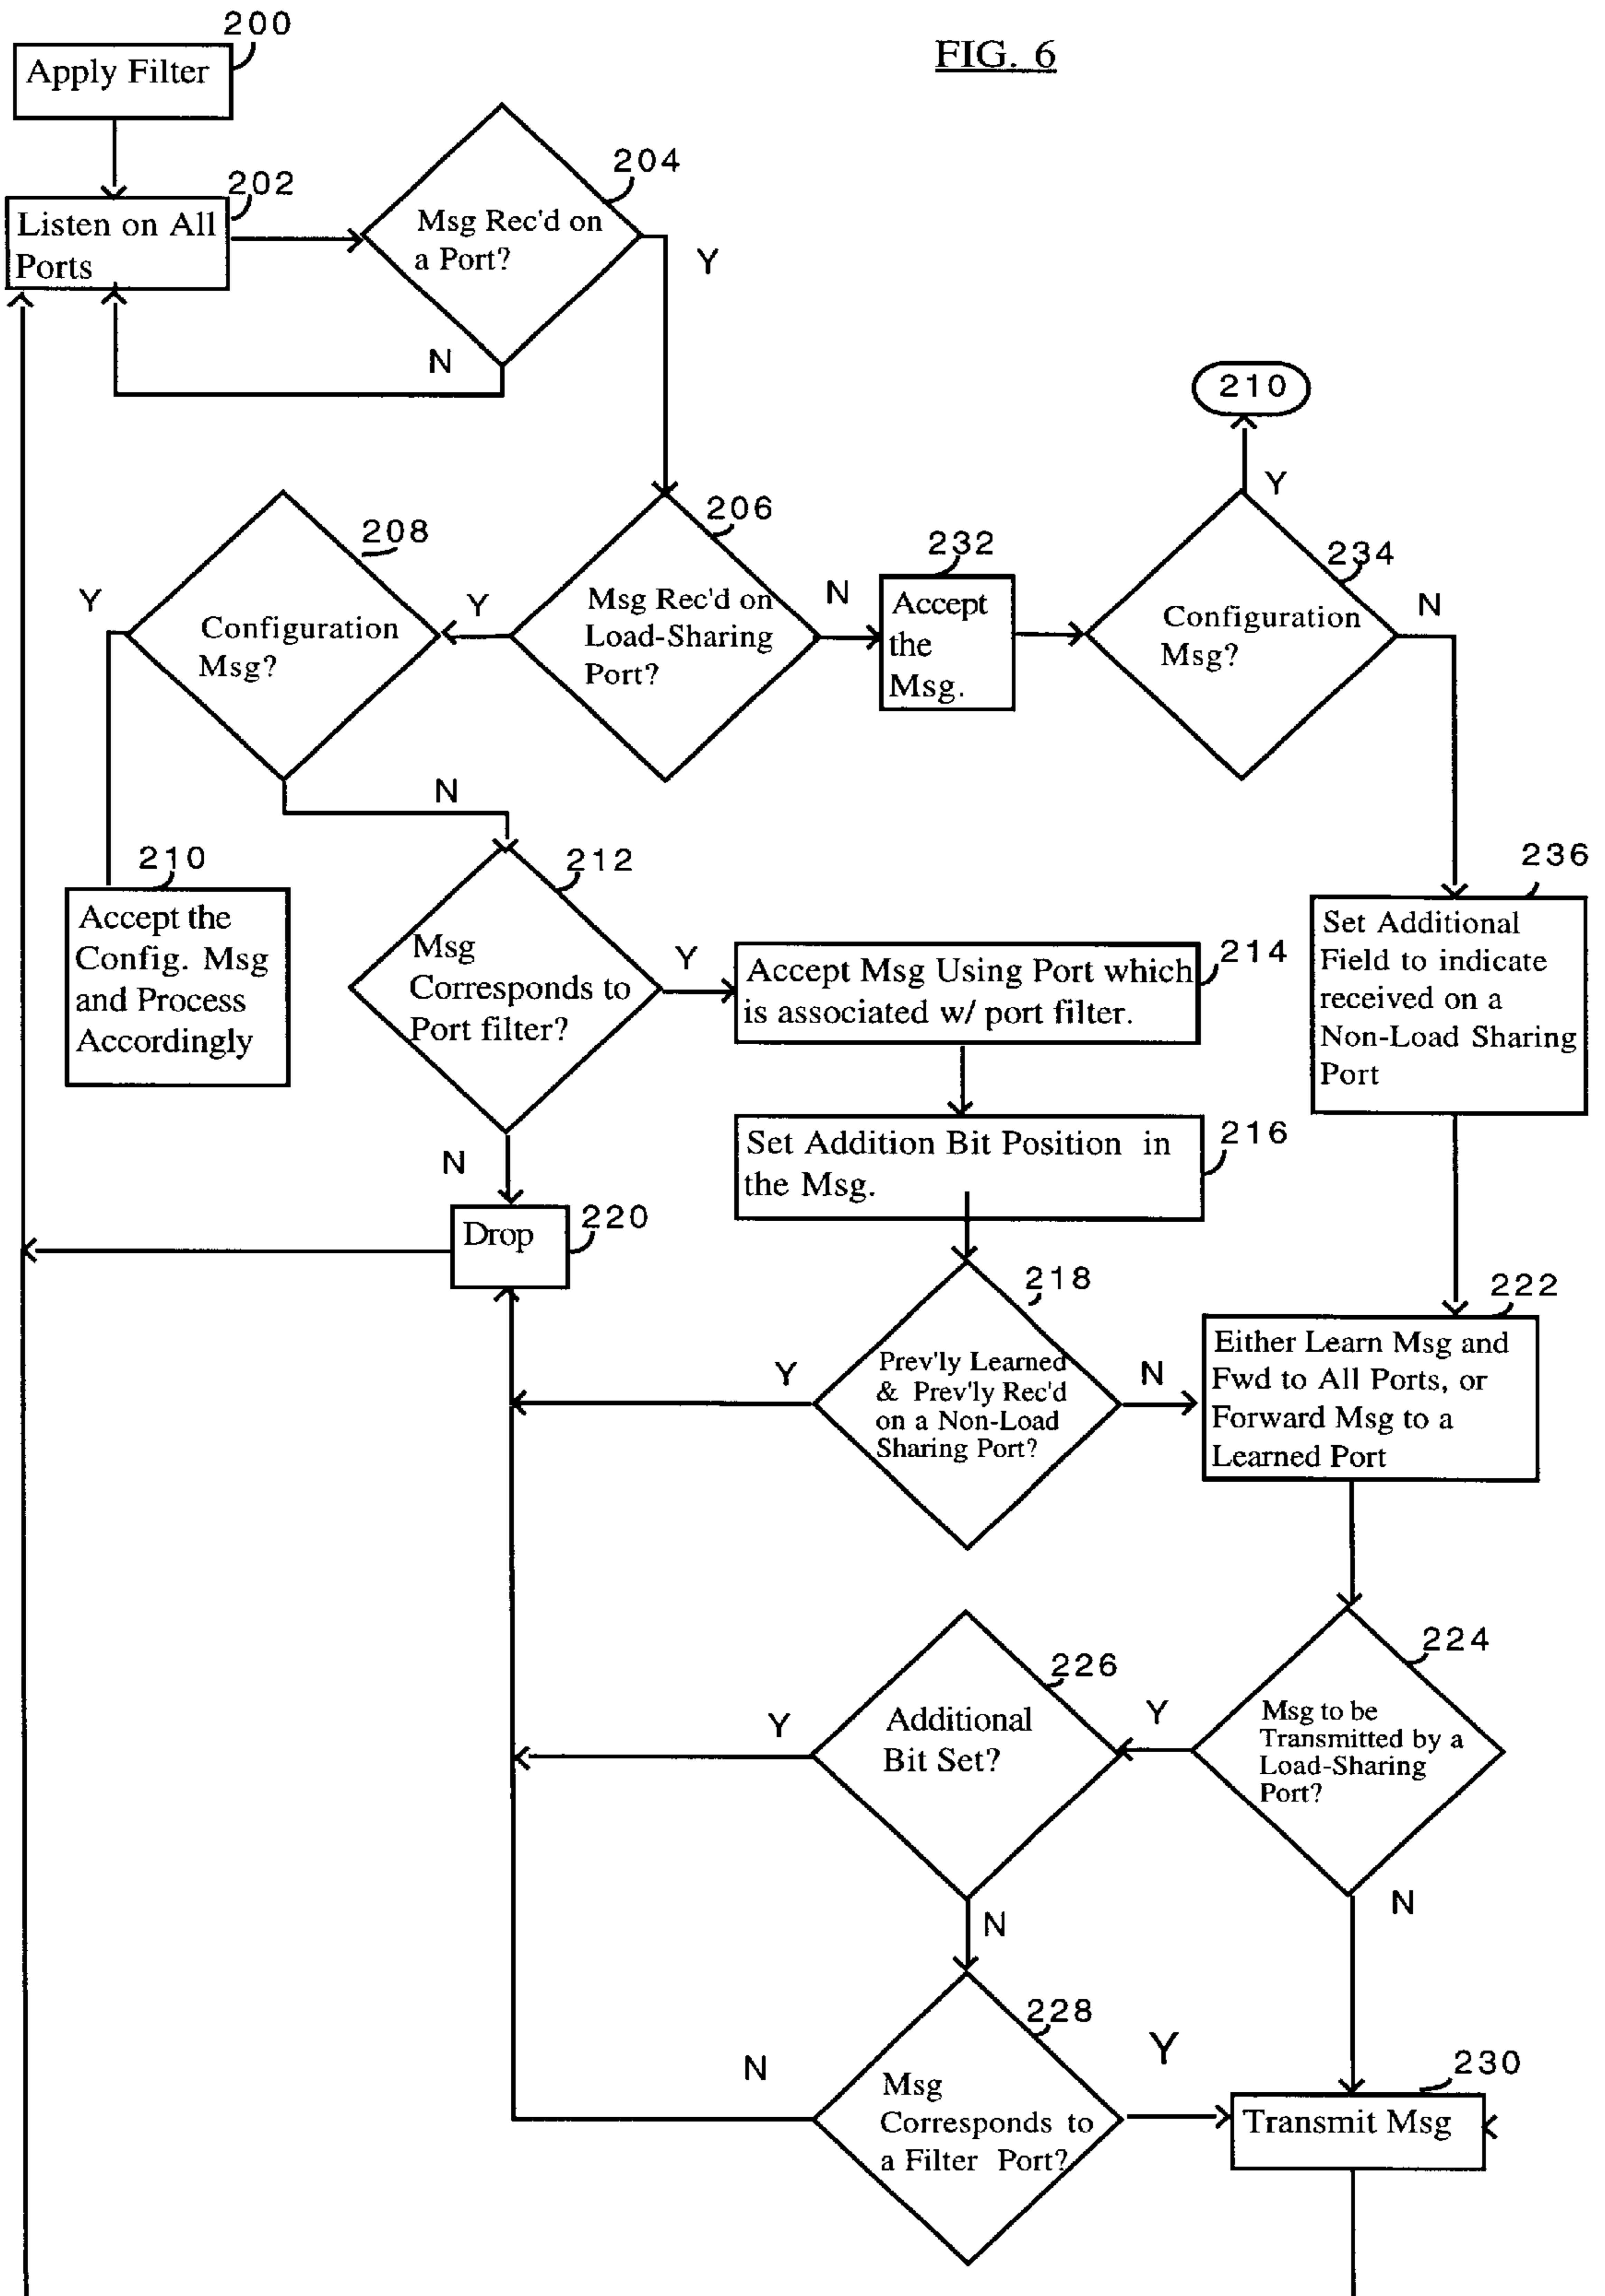 200
FIG. 6
Apply Filter
204
202
Msg Rec'd on
a Port?
Listen on All
Ports
Y
N
210
Y
206
208
232
234
Y
Y
N
N
Msg Rec'd on
Load-Sharing
Port?
Configuration
Msg?
Accept
the
Msg.
Configuration
Msg?
N
210
212
236
Accept the
Config. Msg
and Process
Accordingly
Msg
Corresponds to
Port filter?
Y
214
Accept Msg Using Port which
is associated w/ port filter.
Set Additional
Field to indicate
received on a
Non-Load Sharing
Port
216
Set Addition Bit Position in
the Msg.
N
220
Drop
218
222
Prev'ly Learned
& Prev'ly Rec'd
on a Non-Load
Sharing Port?
Y
N
Either Learn Msg and
Fwd to All Ports, or
Forward Msg to a
Learned Port
224
226
Y
Additional
Bit Set?
Y
Msg to be
Transmitted by a
Load-Sharing
Port?
N
N
228
Y
230
N
Msg
Corresponds to
a Filter Port?
Transmit Msg